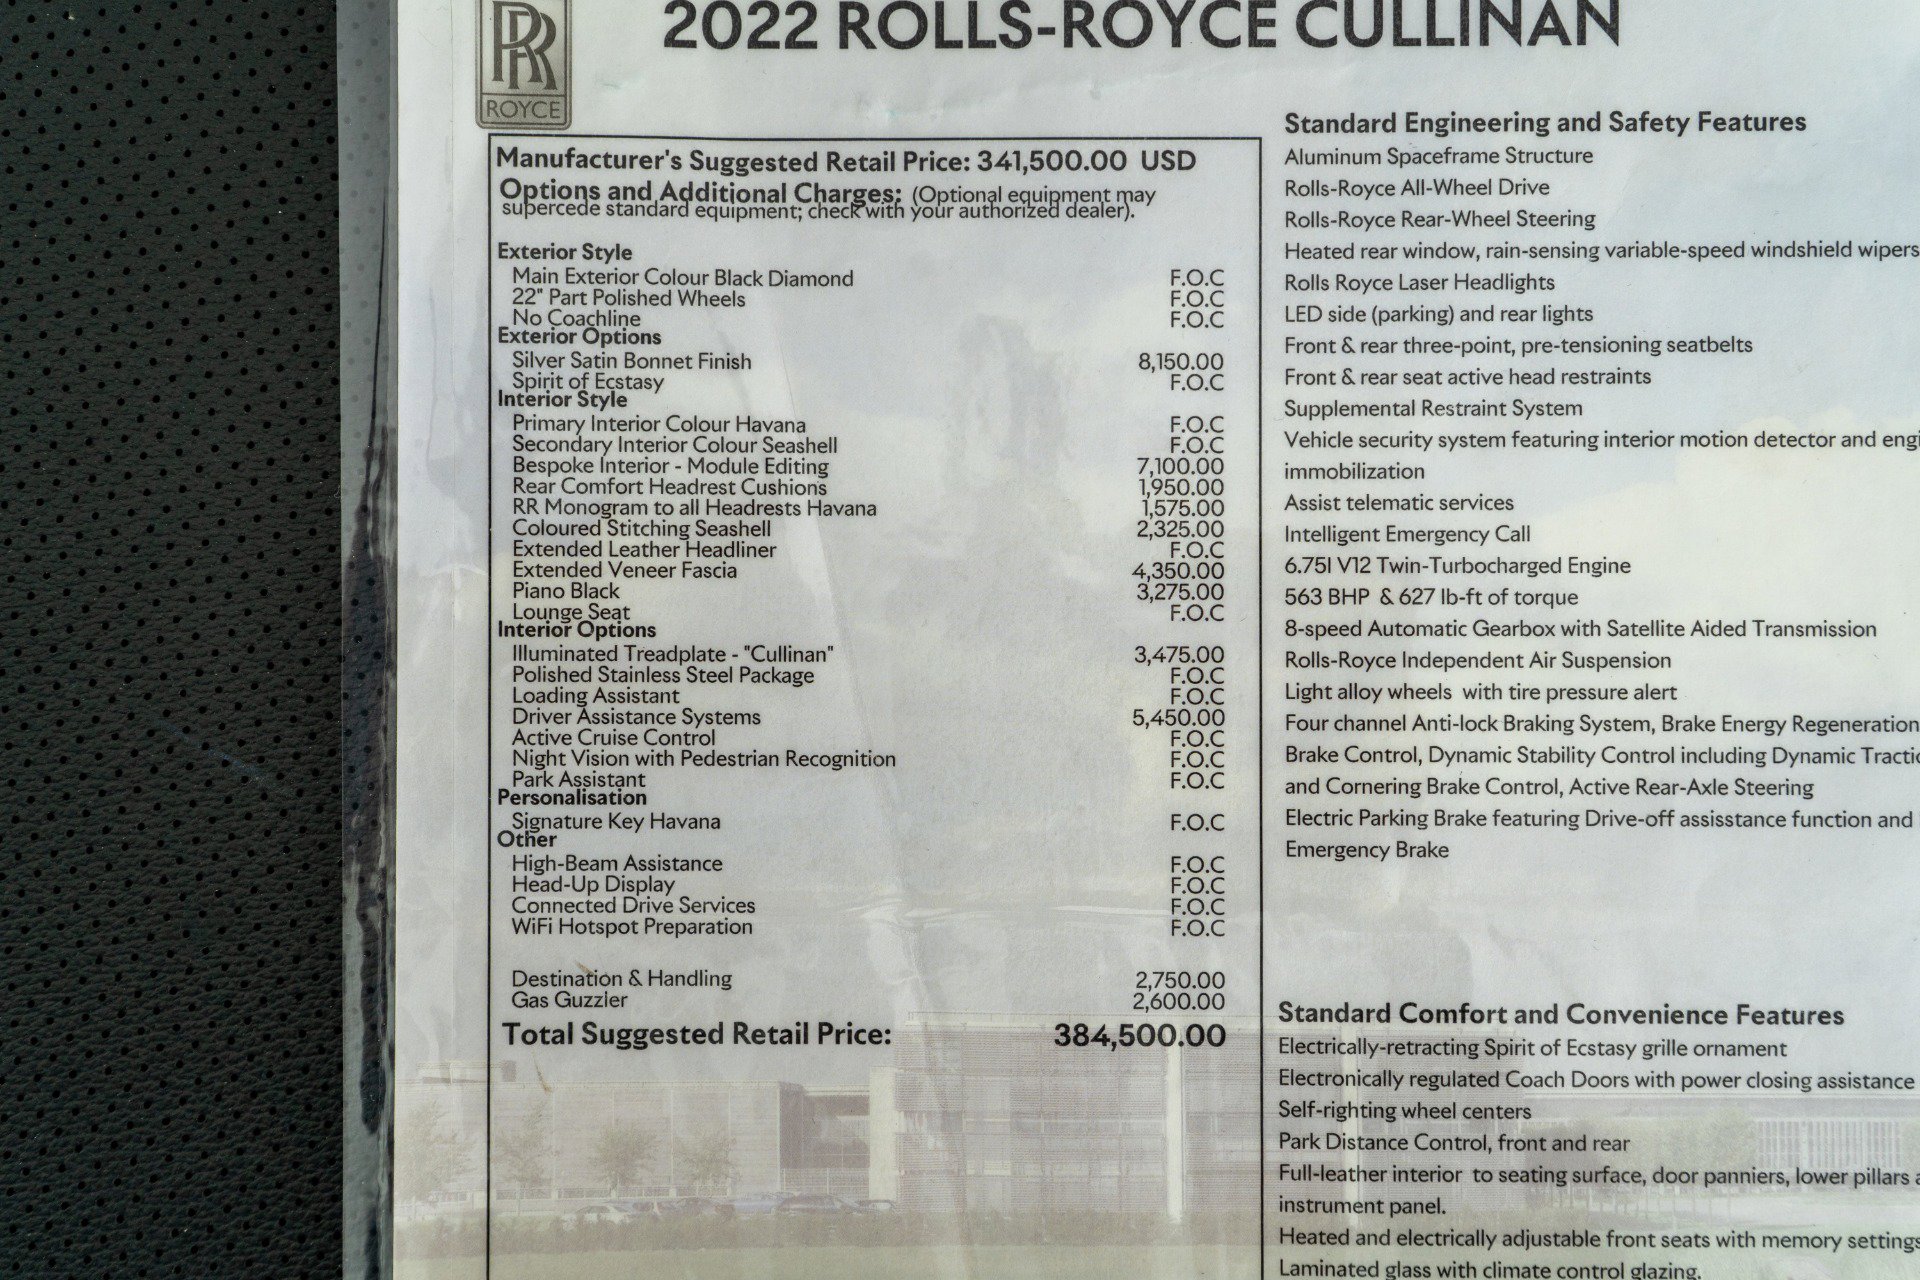 RR
ROYCE
2022 ROLLS-ROYCE CULLINAN
Manufacturer's Suggested Retail Price: 341,500.00 USD
Options and Additional Charges: (Optional equipment may
supercede standard equipment; check with your authorized dealer).
Exterior Style
Main Exterior Colour Black Diamond F.O.C
22" Part Polished Wheels F.O.C
No Coachline F.O.C
Exterior Options
Silver Satin Bonnet Finish 8,150.00
Spirit of Ecstasy F.O.C
Interior Style
Primary Interior Colour Havana F.O.C
Secondary Interior Colour Seashell F.O.C
Bespoke Interior - Module Editing 7,100.00
Rear Comfort Headrest Cushions 1,950.00
RR Monogram to all Headrests Havana 1,575.00
Coloured Stitching Seashell 2,325.00
Extended Leather Headliner F.O.C
Extended Veneer Fascia 4,350.00
Piano Black 3,275.00
Lounge Seat F.O.C
Interior Options
Illuminated Treadplate - "Cullinan" 3,475.00
Polished Stainless Steel Package F.O.C
Loading Assistant F.O.C
Driver Assistance Systems 5,450.00
Active Cruise Control F.O.C
Night Vision with Pedestrian Recognition F.O.C
Park Assistant F.O.C
Personalisation
Signature Key Havana F.O.C
Other
High-Beam Assistance F.O.C
Head-Up Display F.O.C
Connected Drive Services F.O.C
WiFi Hotspot Preparation F.O.C
Destination & Handling 2,750.00
Gas Guzzler 2,600.00
Total Suggested Retail Price: 384,500.00
Standard Engineering and Safety Features
Aluminum Spaceframe Structure
Rolls-Royce All-Wheel Drive
Rolls-Royce Rear-Wheel Steering
Heated rear window, rain-sensing variable-speed windshield wipers
Rolls Royce Laser Headlights
LED side (parking) and rear lights
Front & rear three-point, pre-tensioning seatbelts
Front & rear seat active head restraints
Supplemental Restraint System
Vehicle security system featuring interior motion detector and engi
immobilization
Assist telematic services
Intelligent Emergency Call
6.75l V12 Twin-Turbocharged Engine
563 BHP & 627 lb-ft of torque
8-speed Automatic Gearbox with Satellite Aided Transmission
Rolls-Royce Independent Air Suspension
Light alloy wheels with tire pressure alert
Four channel Anti-lock Braking System, Brake Energy Regeneration
Brake Control, Dynamic Stability Control including Dynamic Tractio
and Cornering Brake Control, Active Rear-Axle Steering
Electric Parking Brake featuring Drive-off assisstance function and
Emergency Brake
Standard Comfort and Convenience Features
Electrically-retracting Spirit of Ecstasy grille ornament
Electronically regulated Coach Doors with power closing assistance
Self-righting wheel centers
Park Distance Control, front and rear
Full-leather interior to seating surface, door panniers, lower pillars a
instrument panel.
Heated and electrically adjustable front seats with memory settings
Laminated glass with climate control glazing.